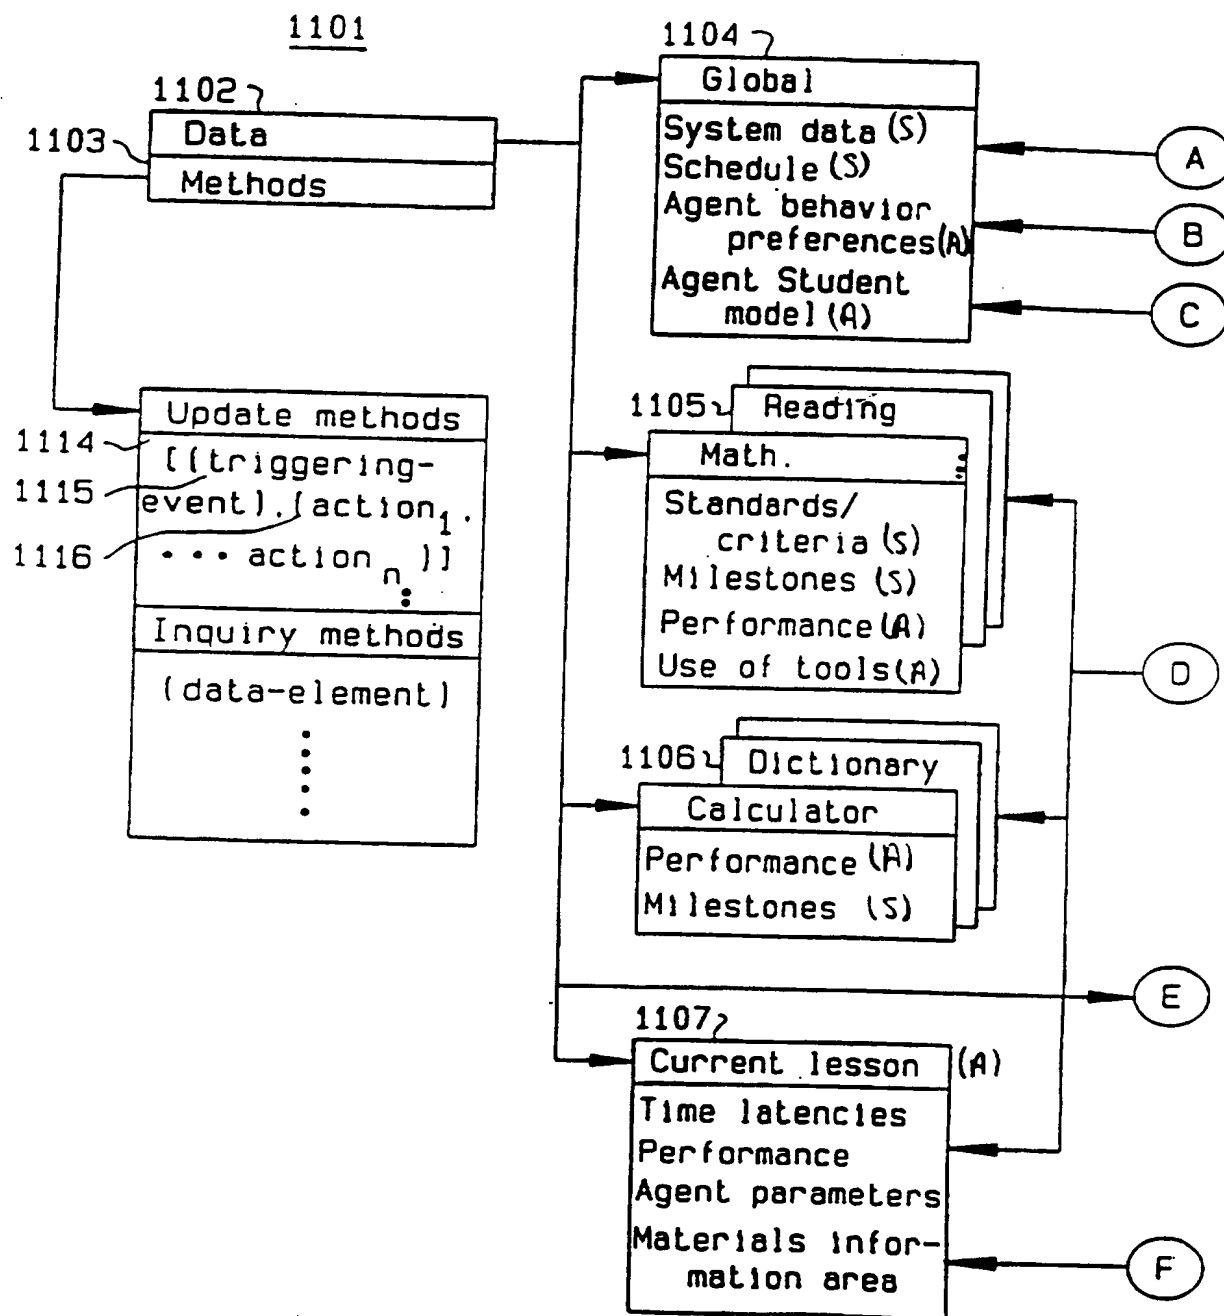 1101
1102
Data
1103
Methods
1104
Global
System data (S)
Schedule (S)
Agent behavior
preferences (A)
Agent Student
model (A)
A
B
C
Update methods
1114
[((triggering-
1115
event),(action1,
1116
••• action n )]
Inquiry methods
(data-element)
1105
Reading
Math.
Standards/
criteria (S)
Milestones (S)
Performance (A)
Use of tools (A)
D
1106
Dictionary
Calculator
Performance (A)
Milestones (S)
E
1107
Current lesson (A)
Time latencies
Performance
Agent parameters
Materials infor-
mation area
F